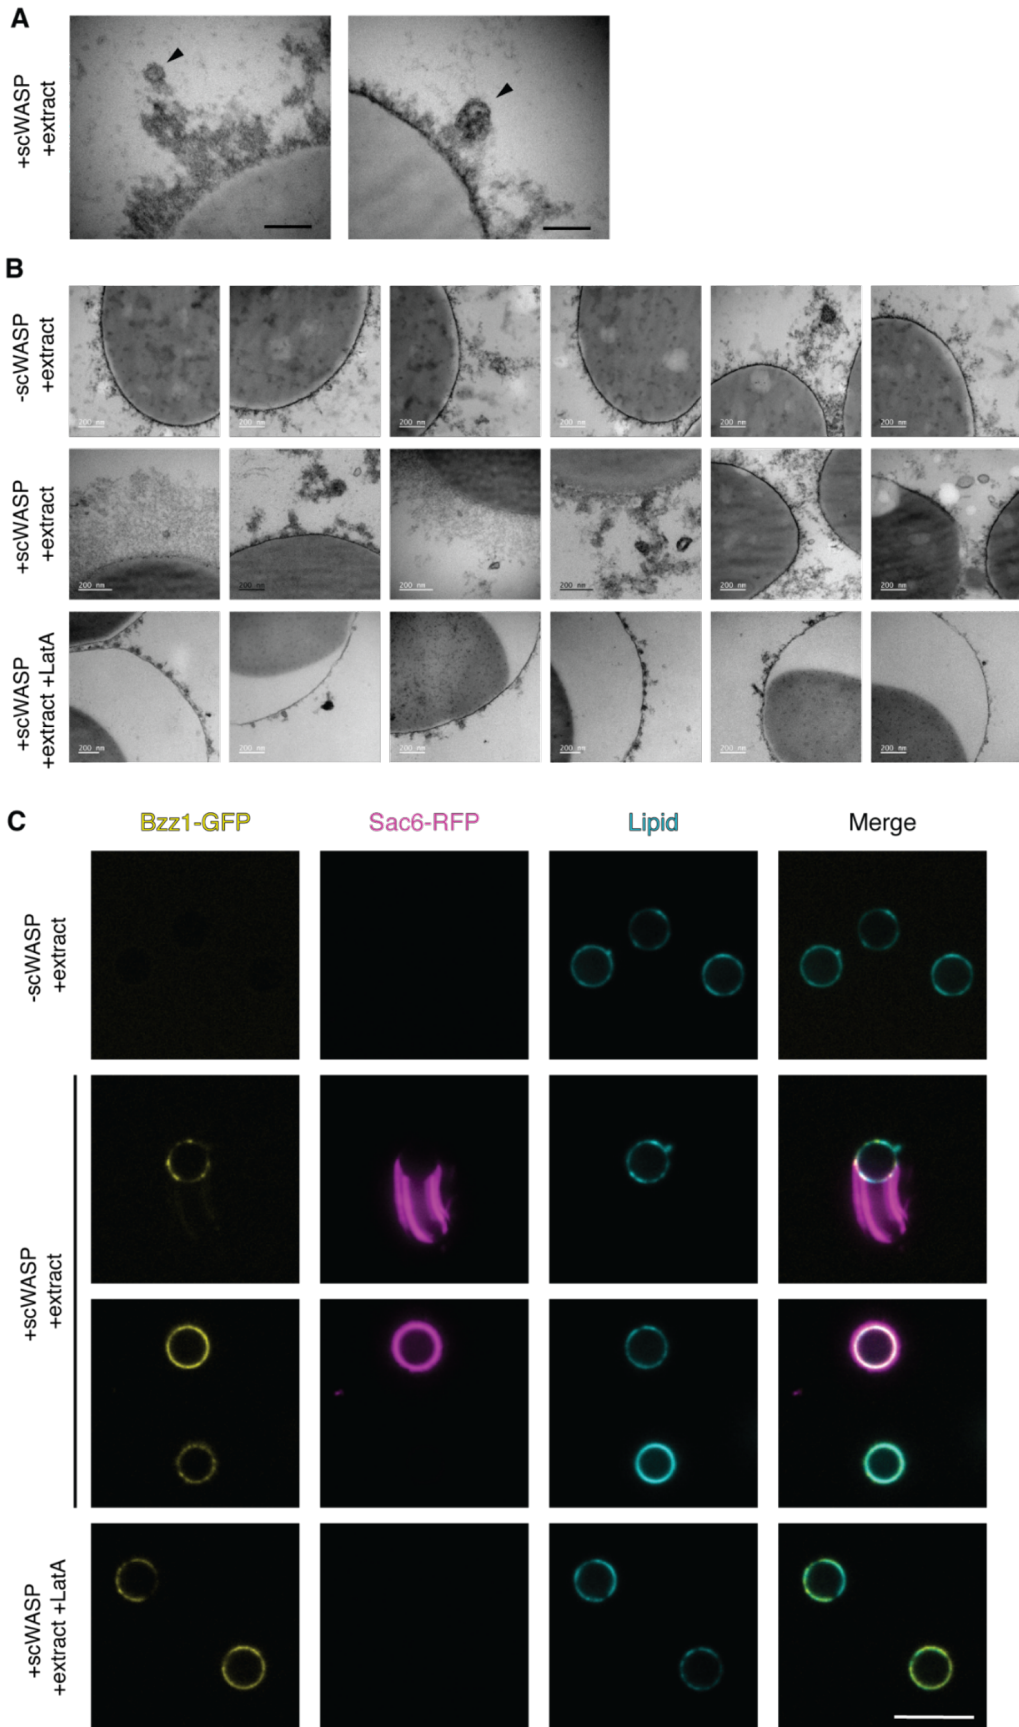 A
+scWASP
+extract
B
-scWASP
+extract
200 nm
200 nm
200 nm
200 nm
200 nm
200 nm
+scWASP
+extract
200 nm
200 nm
200 nm
200 nm
200 nm
200 nm
+scWASP
+extract +LatA
200 nm
200 nm
200 nm
200 nm
200 nm
200 nm
C
Bzz1-GFP
Sac6-RFP
Lipid
Merge
-scWASP
+extract
+scWASP
+extract
+scWASP
+extract +LatA